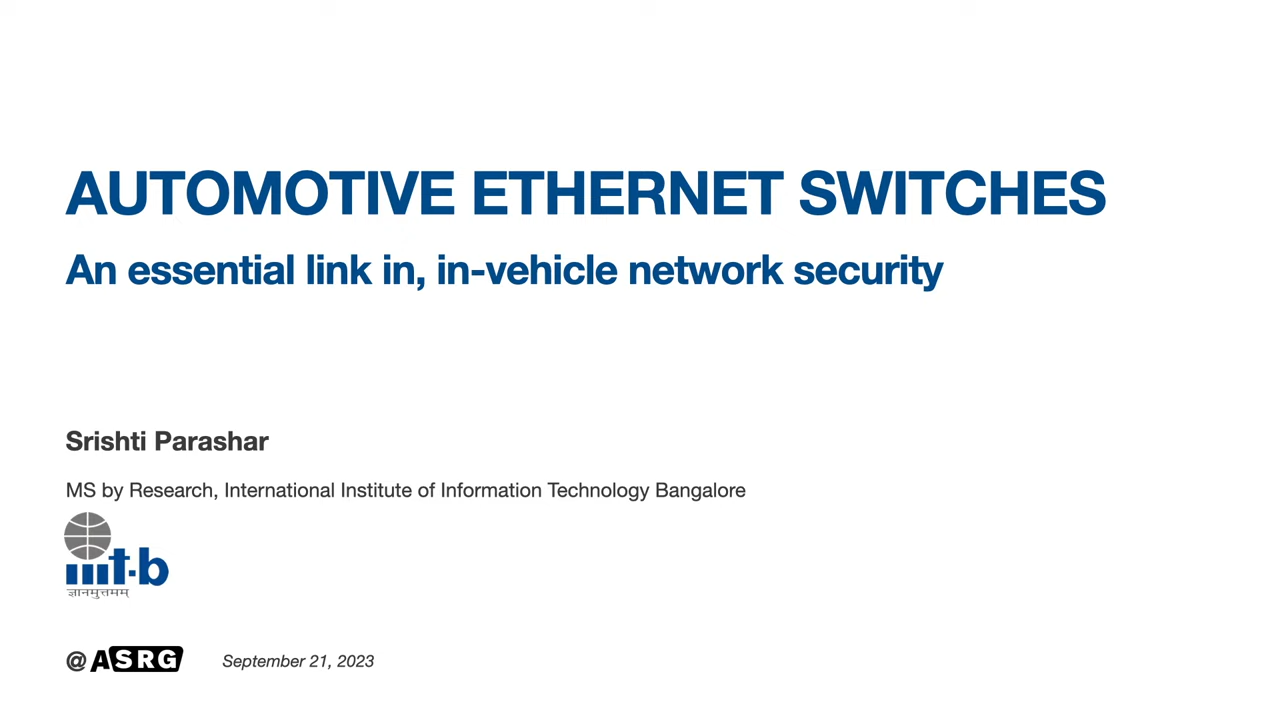 AUTOMOTIVE ETHERNET SWITCHES
An essential link in, in-vehicle network security
Srishti Parashar
MS by Research, International Institute of Information Technology Bangalore
iiit-b
ज्ञानमुत्तमम्
@ ASRG September 21, 2023